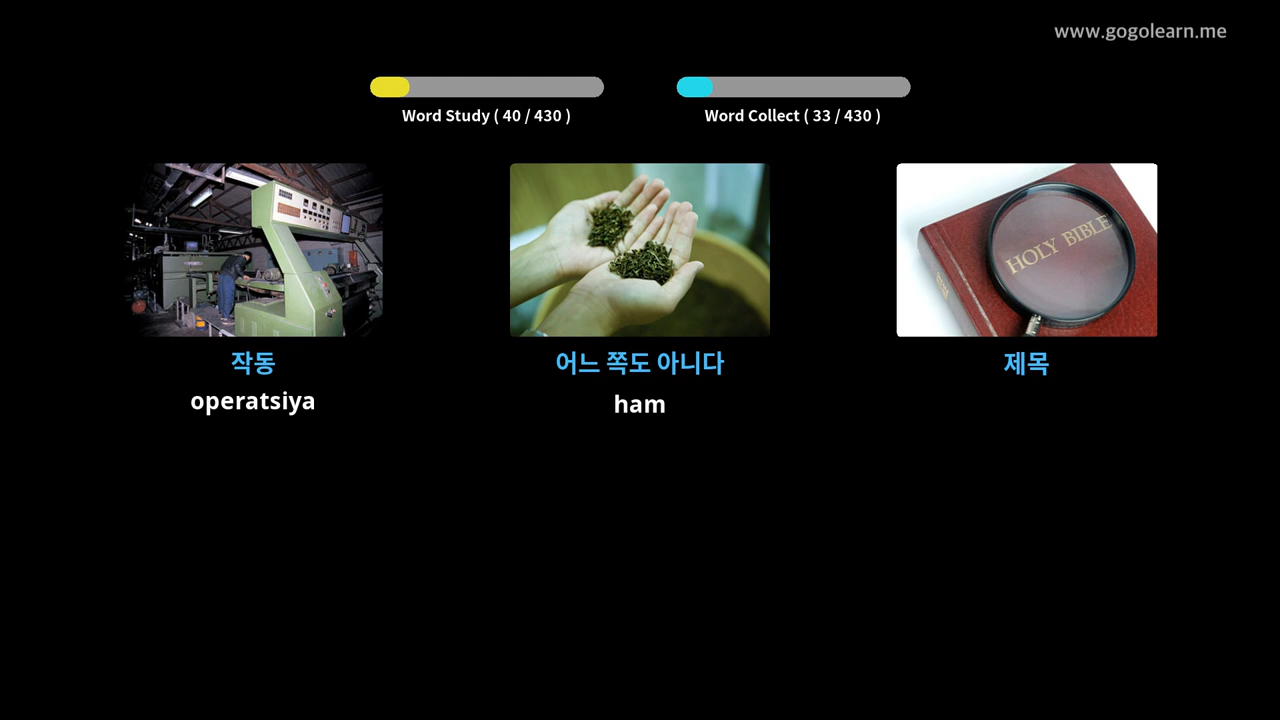 www.gogolearn.me
Word Study ( 40 / 430 )
Word Collect ( 33 / 430 )
HOLY BIBLE
작동
어느 쪽도 아니다
제목
operatsiya
ham